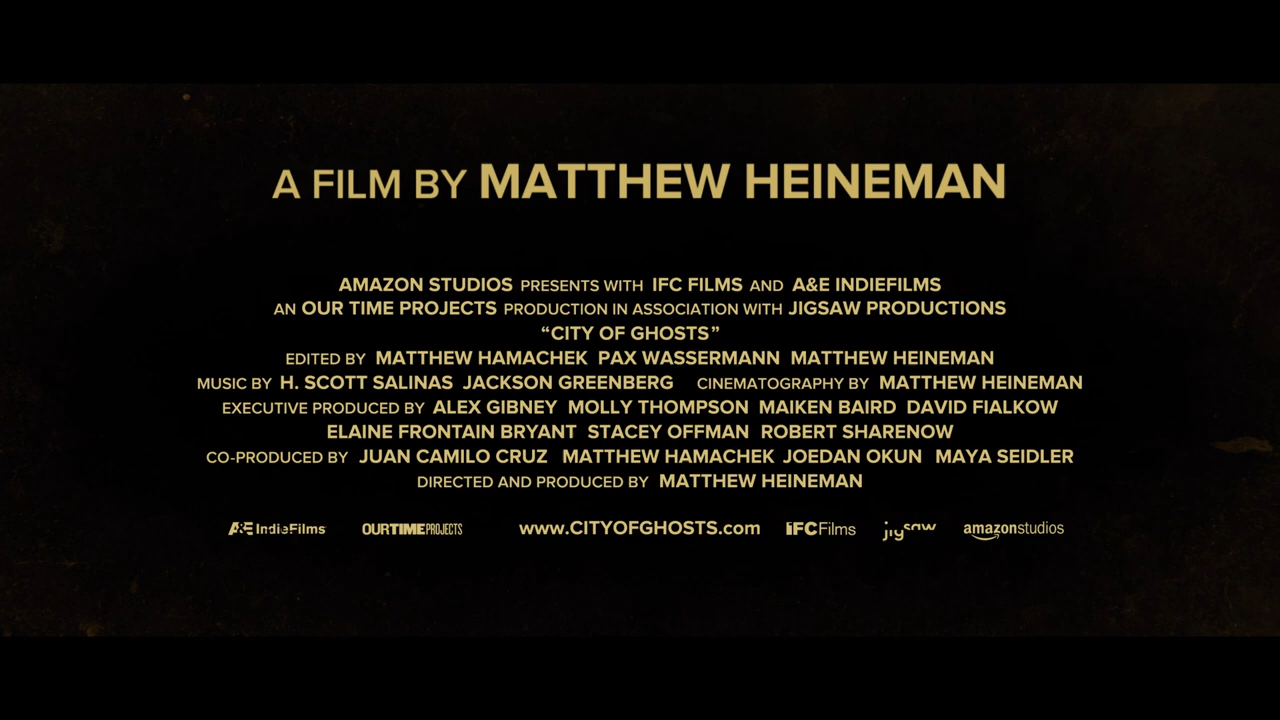 A FILM BY MATTHEW HEINEMAN
AMAZON STUDIOS PRESENTS WITH IFC FILMS AND A&E INDIEFILMS
AN OUR TIME PROJECTS PRODUCTION IN ASSOCIATION WITH JIGSAW PRODUCTIONS
“CITY OF GHOSTS”
EDITED BY MATTHEW HAMACHEK PAX WASSERMANN MATTHEW HEINEMAN
MUSIC BY H. SCOTT SALINAS JACKSON GREENBERG CINEMATOGRAPHY BY MATTHEW HEINEMAN
EXECUTIVE PRODUCED BY ALEX GIBNEY MOLLY THOMPSON MAIKEN BAIRD DAVID FIALKOW
ELAINE FRONTAIN BRYANT STACEY OFFMAN ROBERT SHARENOW
CO-PRODUCED BY JUAN CAMILO CRUZ MATTHEW HAMACHEK JOEDAN OKUN MAYA SEIDLER
DIRECTED AND PRODUCED BY MATTHEW HEINEMAN
A&E IndieFilms OURTIMEPROJECTS www.CITYOFGHOSTS.com IFCFilms jigsaw amazonstudios